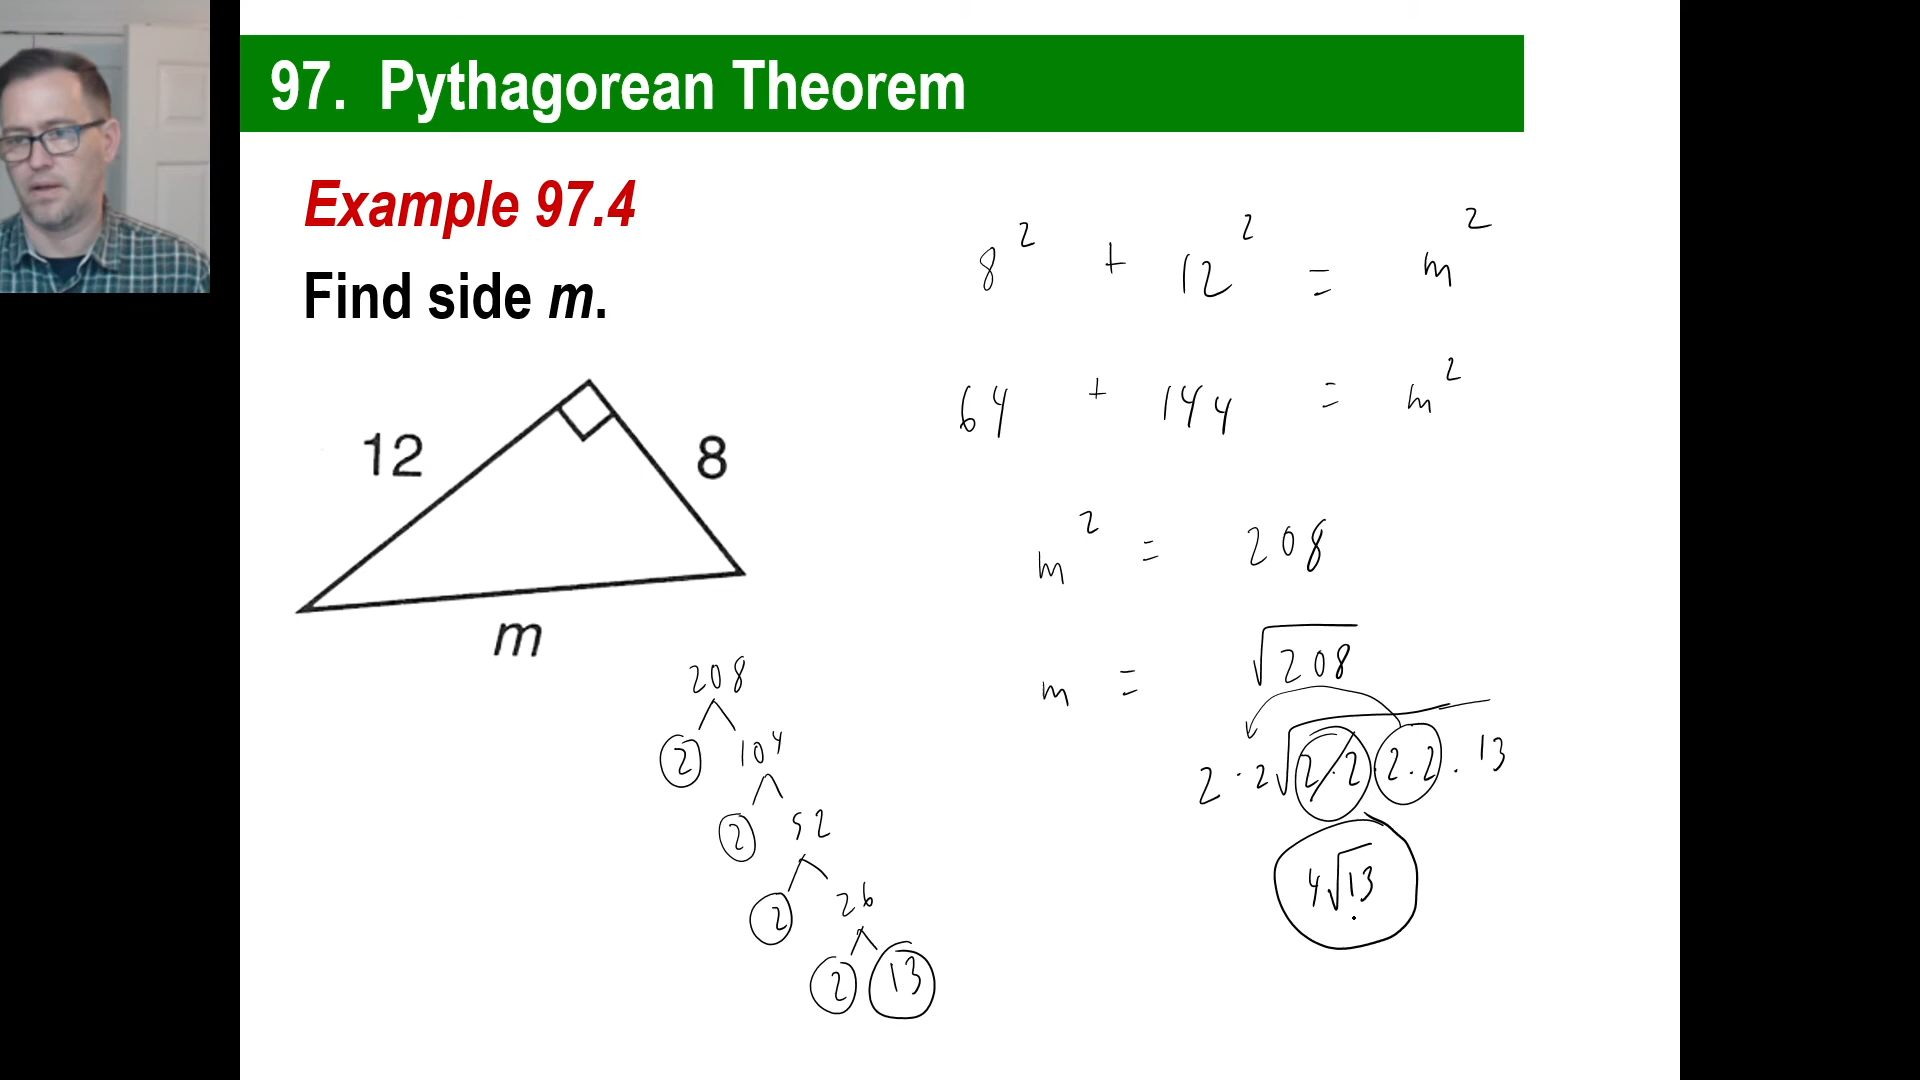 97. Pythagorean Theorem
Example 97.4
Find side m.
12
8
m
8² + 12² = m²
64 + 144 = m²
m² = 208
m = √208
2 · 2√2·2 2.2 . 13
4√13
208
2 104
2 52
2 26
2 13